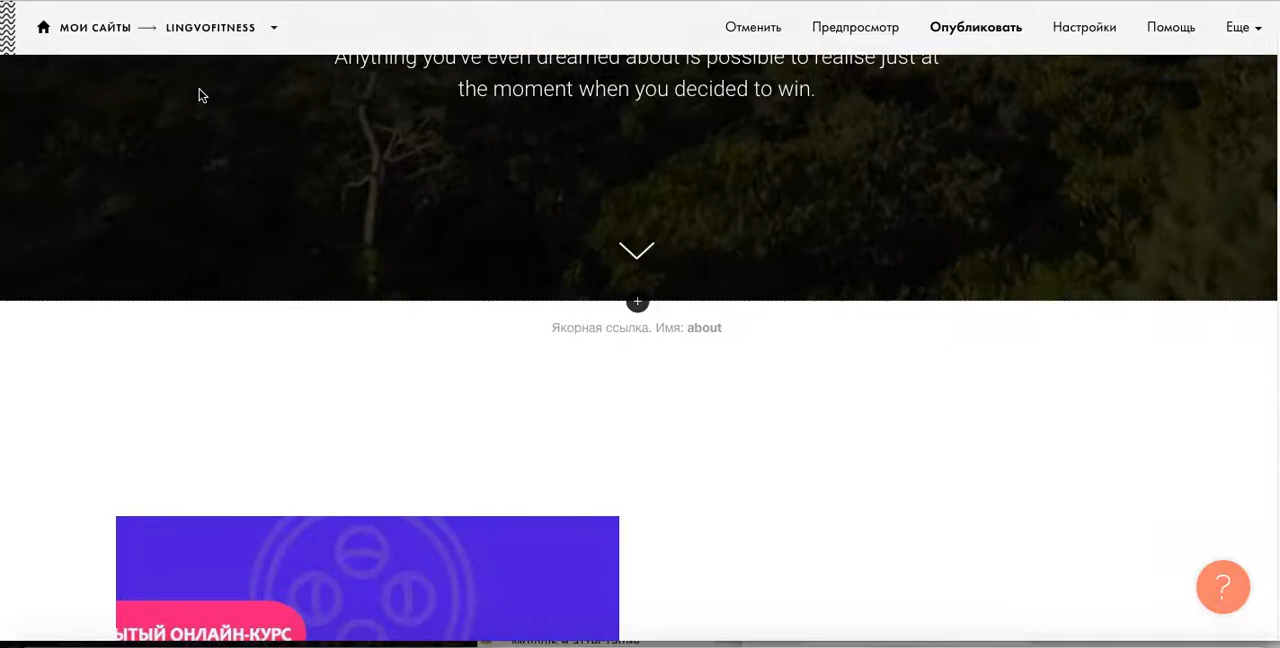 МОИ САЙТЫ → LINGVOFITNESS
Отменить Предпросмотр Опубликовать Настройки Помощь Еще
Anything you've even dreamed about is possible to realise just at
the moment when you decided to win.
+
Якорная ссылка. Имя: about
?
ЫТЫЙ ОНЛАЙН-КУРС